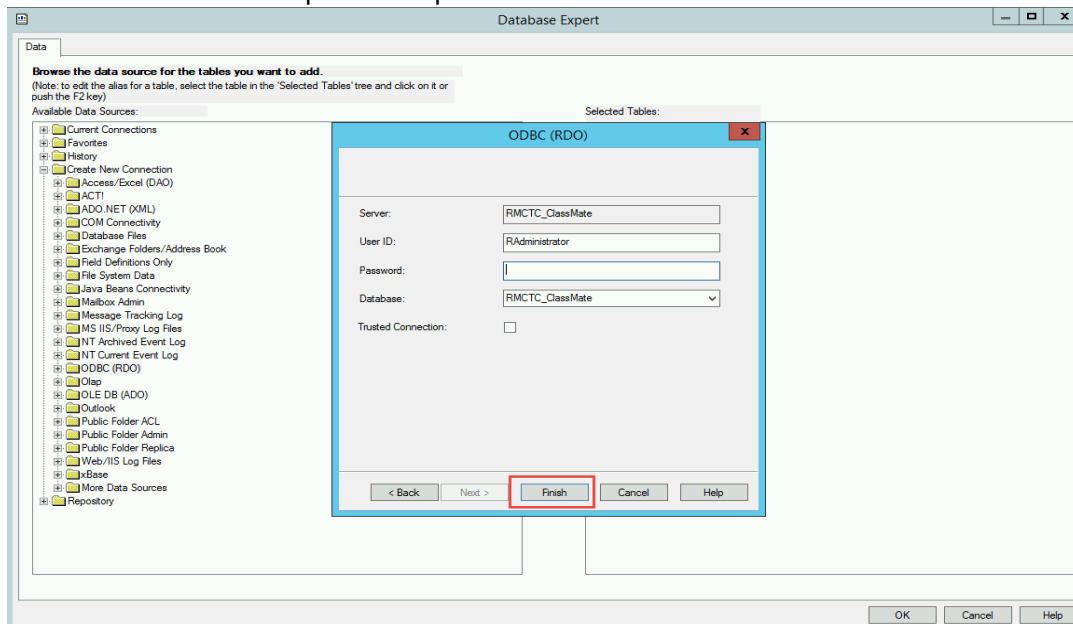 Database Expert
Data
Browse the data source for the tables you want to add.
(Note: to edit the alias for a table, select the table in the 'Selected Tables' tree and click on it or
push the F2 key)
Available Data Sources:
Selected Tables:
Current Connections
Favorites
History
Create New Connection
Access/Excel (DAO)
ACT!
ADO.NET (XML)
COM Connectivity
Database Files
Exchange Folders/Address Book
Field Definitions Only
File System Data
Java Beans Connectivity
Mailbox Admin
Message Tracking Log
MS IIS/Proxy Log Files
NT Archived Event Log
NT Current Event Log
ODBC (RDO)
Olap
OLE DB (ADO)
Outlook
Public Folder ACL
Public Folder Admin
Public Folder Replica
Web/IIS Log Files
xBase
More Data Sources
Repository
ODBC (RDO)
Server: RMCTC_ClassMate
User ID: RAdministrator
Password:
Database: RMCTC_ClassMate
Trusted Connection:
< Back Next > Finish Cancel Help
OK Cancel Help